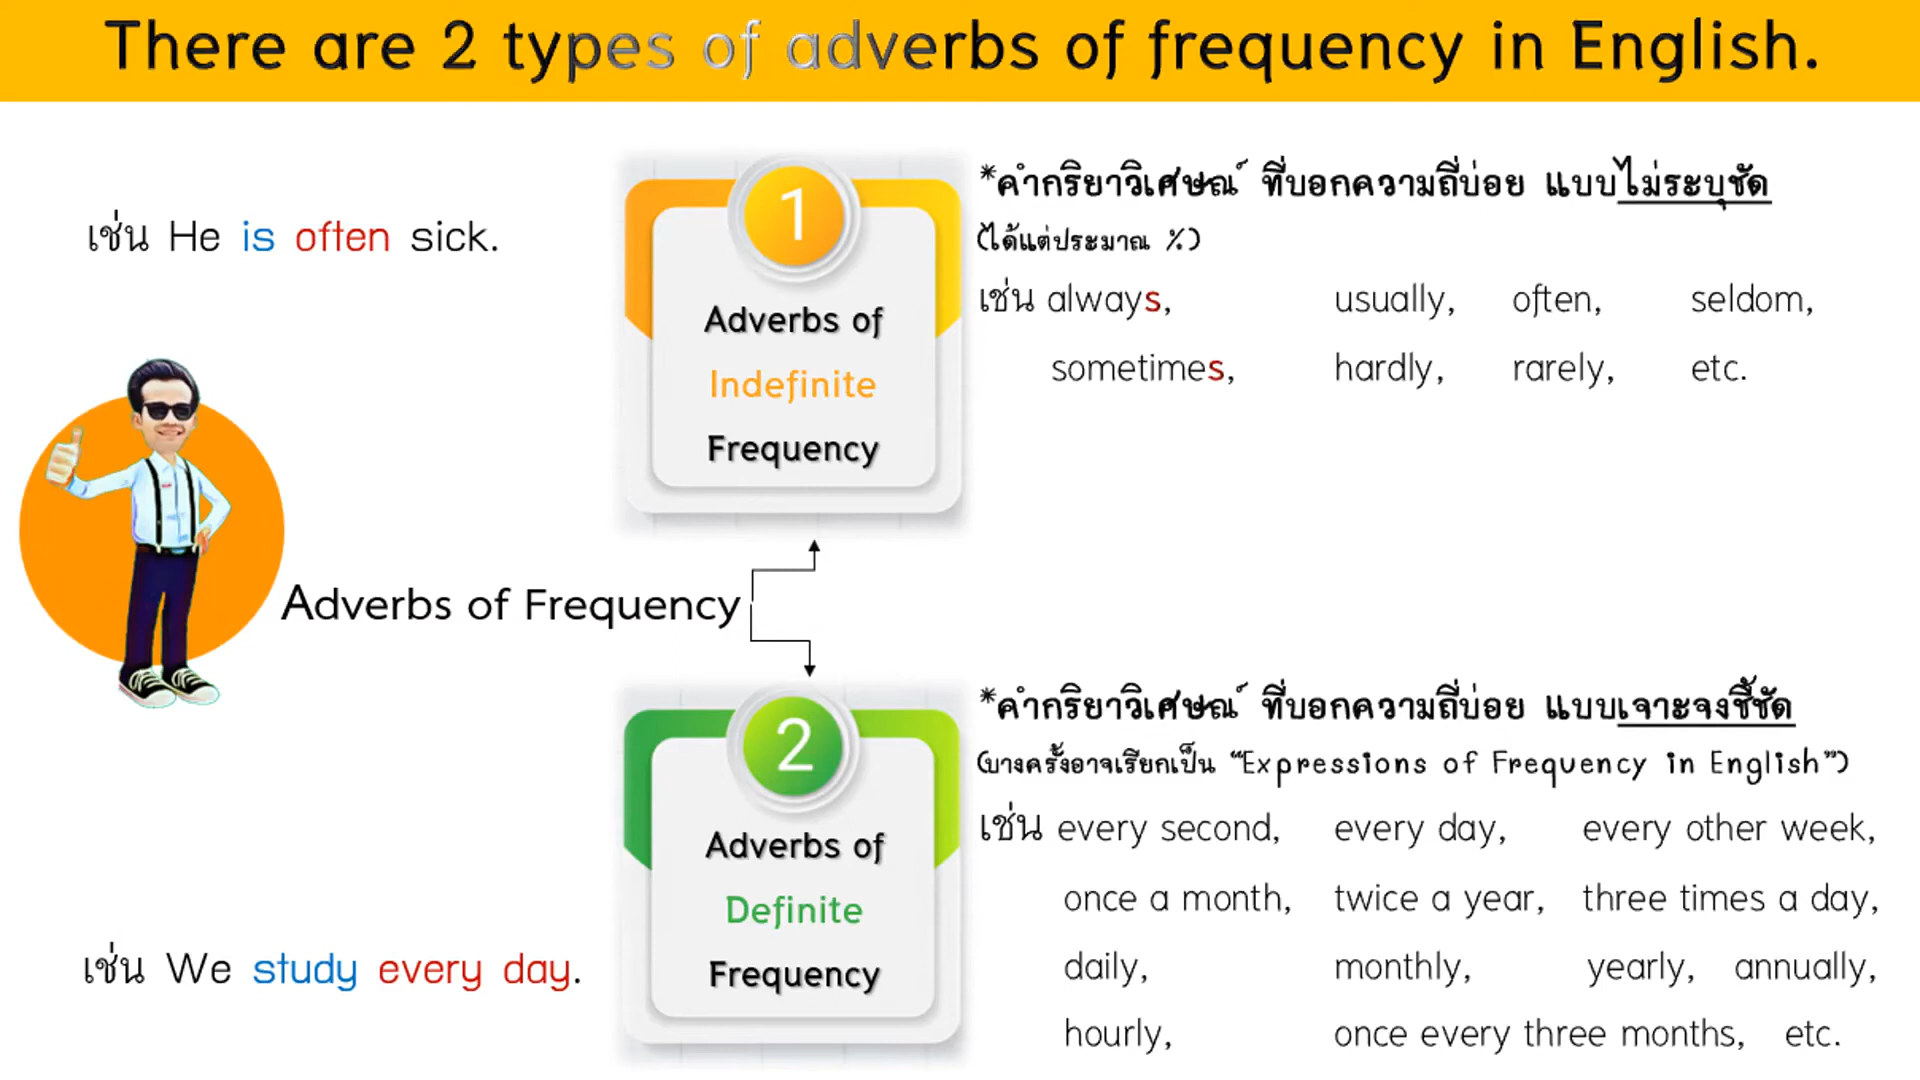 There are 2 types of adverbs of frequency in English.
เช่น He is often sick.
1
Adverbs of
Indefinite
Frequency
*คำกริยาวิเศษณ์ ที่บอกความถี่บ่อย แบบไม่ระบุชัด
(ได้แต่ประมาณ %)
เช่น always, usually, often, seldom,
sometimes, hardly, rarely, etc.
Adverbs of Frequency
2
Adverbs of
Definite
Frequency
*คำกริยาวิเศษณ์ ที่บอกความถี่บ่อย แบบเจาะจงชี้ชัด
(บางครั้งอาจเรียกเป็น “Expressions of Frequency in English”)
เช่น every second, every day, every other week,
once a month, twice a year, three times a day,
daily, monthly, yearly, annually,
hourly, once every three months, etc.
เช่น We study every day.